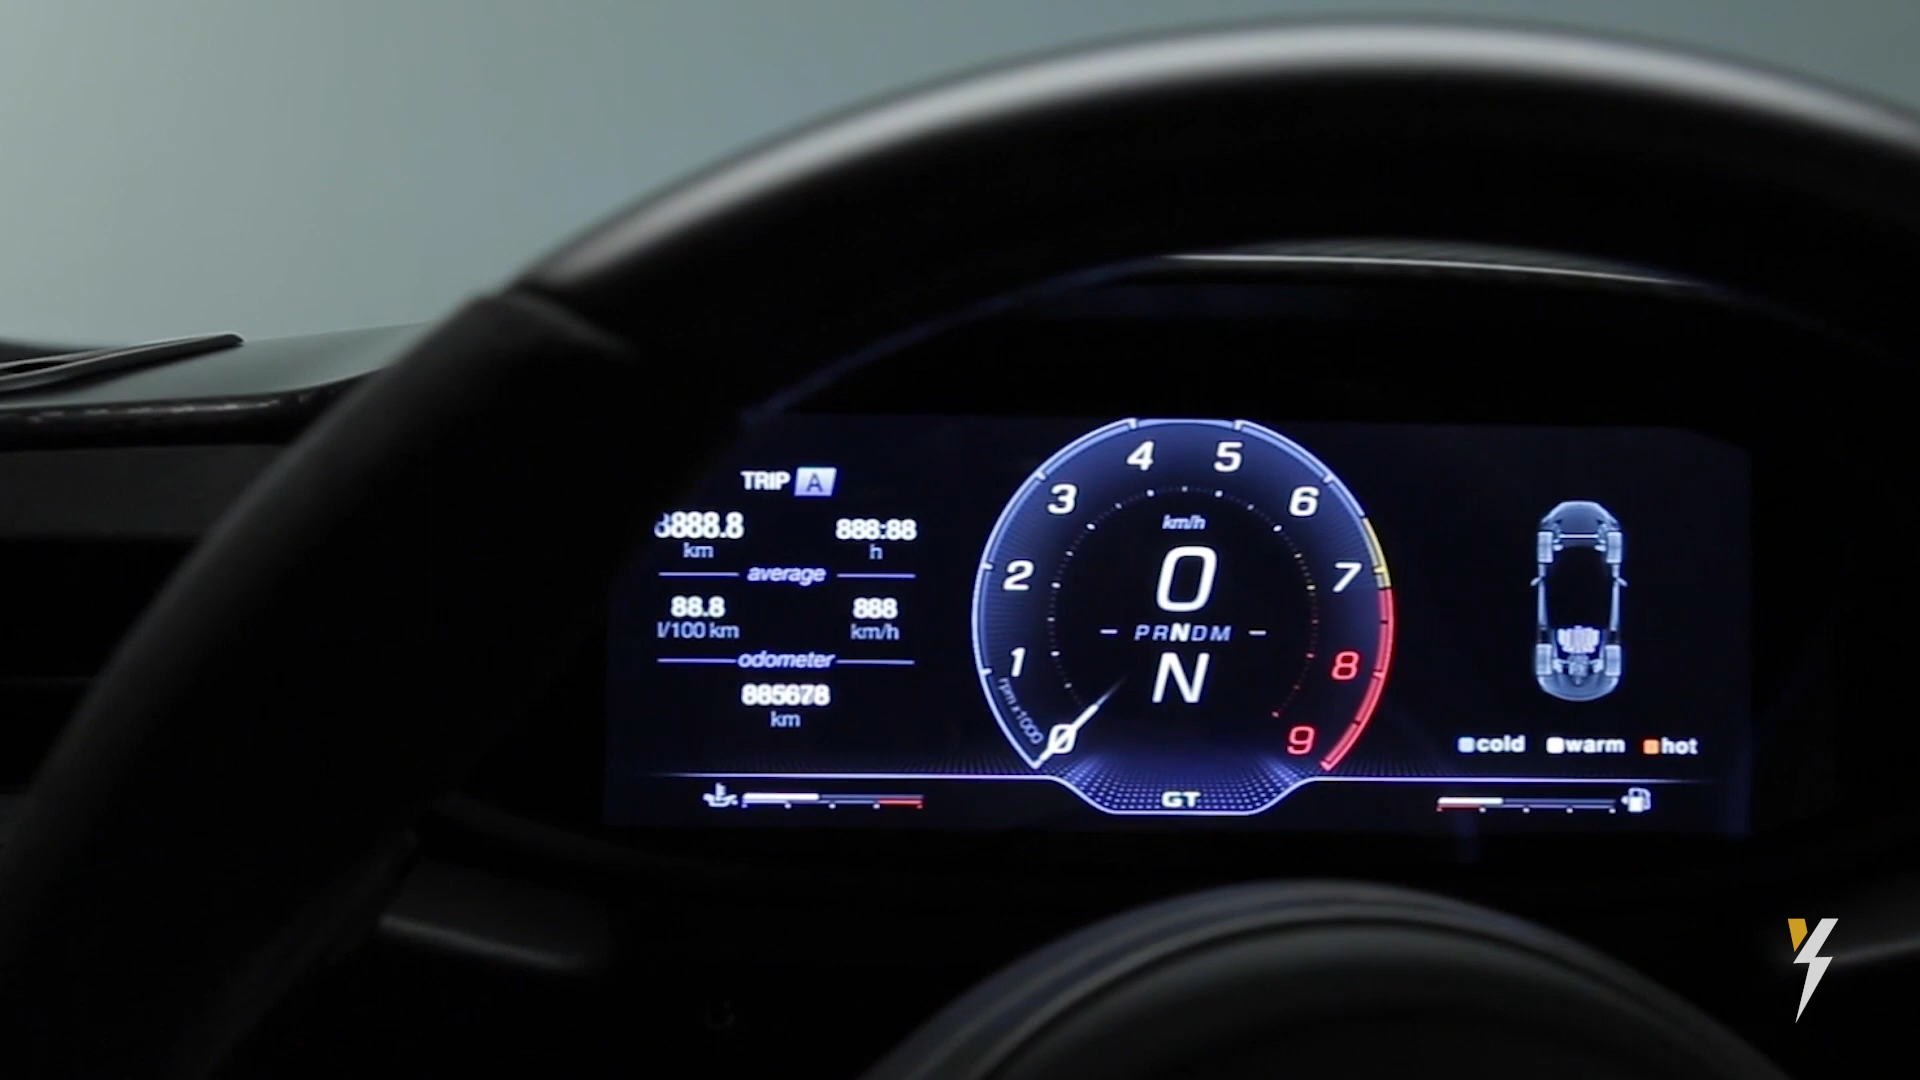 TRIP A
8888.8 888:88
km h
average
88.8 888
l/100 km km/h
odometer
885678
km
4 5
3 6
2 7
1 8
0 9
rpm x1000
km/h
0
PRNDM
N
GT
cold warm hot